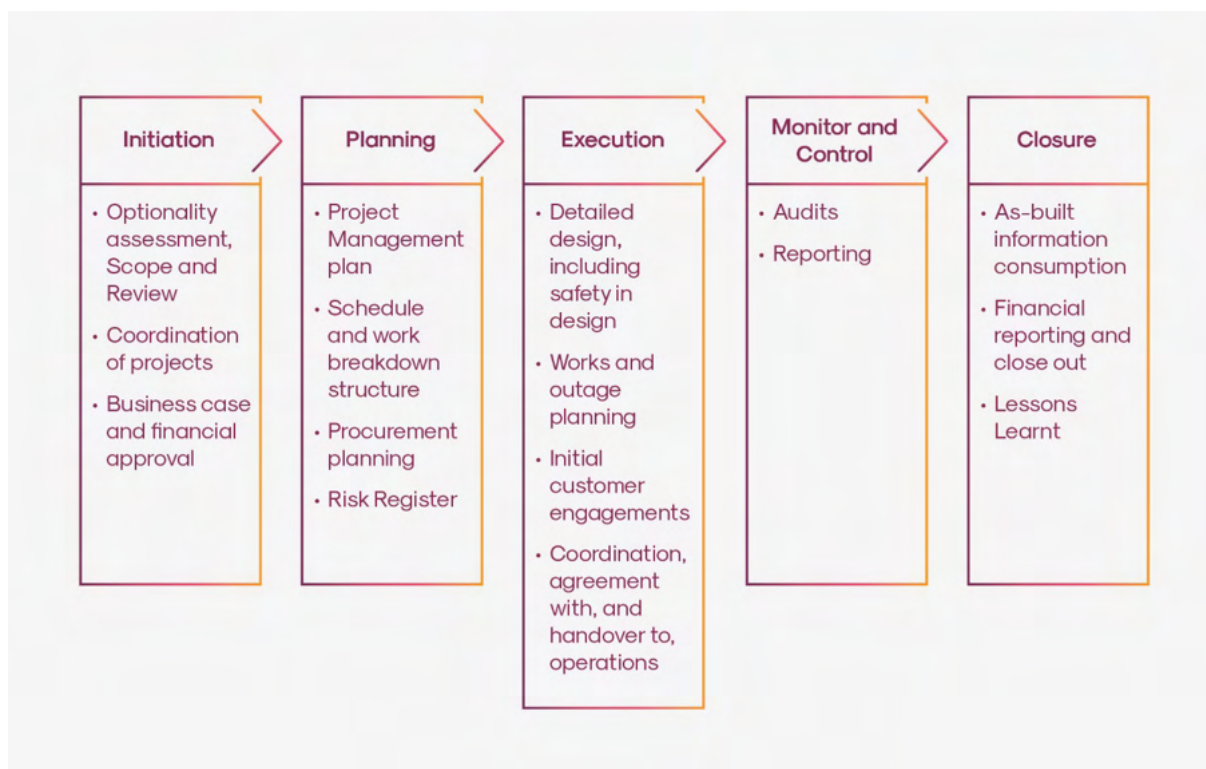 Initiation
• Optionality
assessment,
Scope and
Review
• Coordination
of projects
• Business case
and financial
approval
Planning
• Project
Management
plan
• Schedule
and work
breakdown
structure
• Procurement
planning
• Risk Register
Execution
• Detailed
design,
including
safety in
design
• Works and
outage
planning
• Initial
customer
engagements
• Coordination,
agreement
with, and
handover to,
operations
Monitor and
Control
• Audits
• Reporting
Closure
• As-built
information
consumption
• Financial
reporting and
close out
• Lessons
Learnt